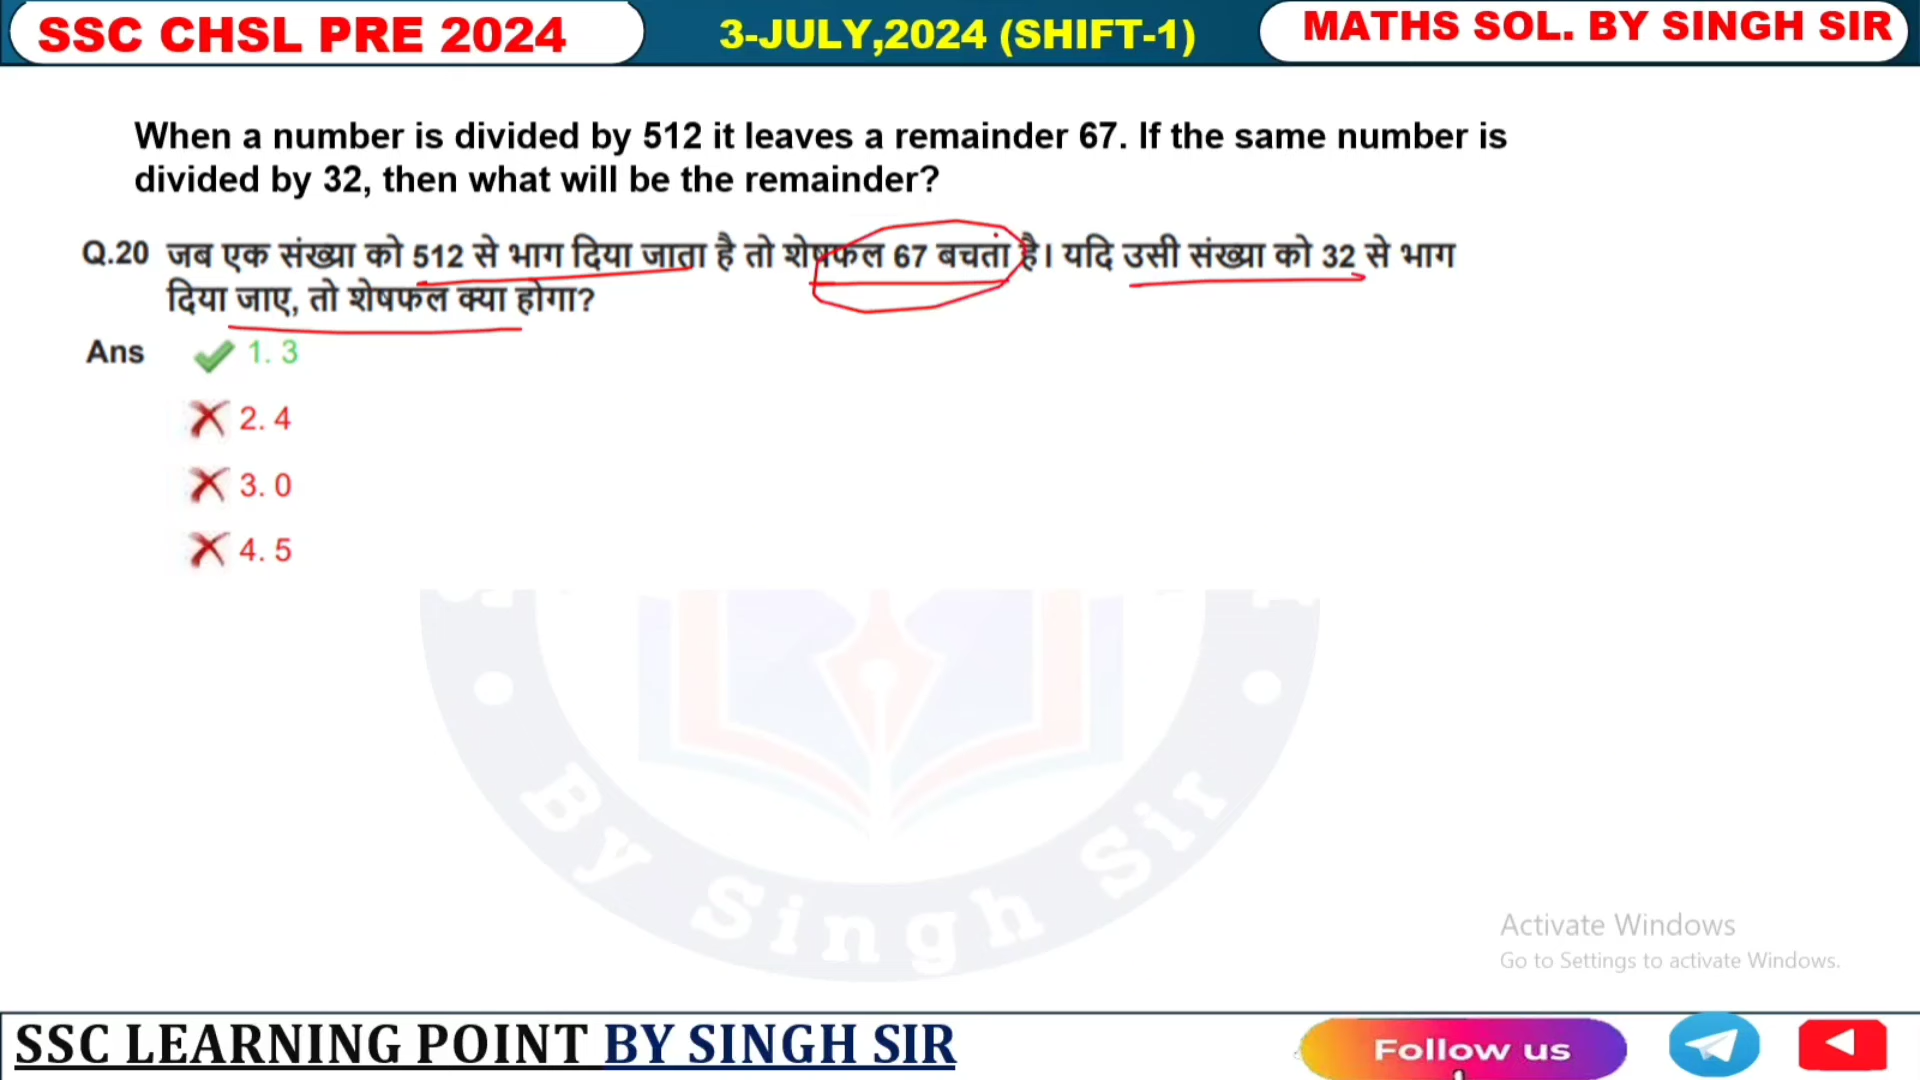 SSC CHSL PRE 2024
3-JULY,2024 (SHIFT-1)
MATHS SOL. BY SINGH SIR
When a number is divided by 512 it leaves a remainder 67. If the same number is
divided by 32, then what will be the remainder?
Q.20 जब एक संख्या को 512 से भाग दिया जाता है तो शेषफल 67 बचता है। यदि उसी संख्या को 32 से भाग
दिया जाए, तो शेषफल क्या होगा?
Ans 1. 3
2. 4
3. 0
4. 5
By Singh Sir
Activate Windows
Go to Settings to activate Windows.
SSC LEARNING POINT BY SINGH SIR
Follow us